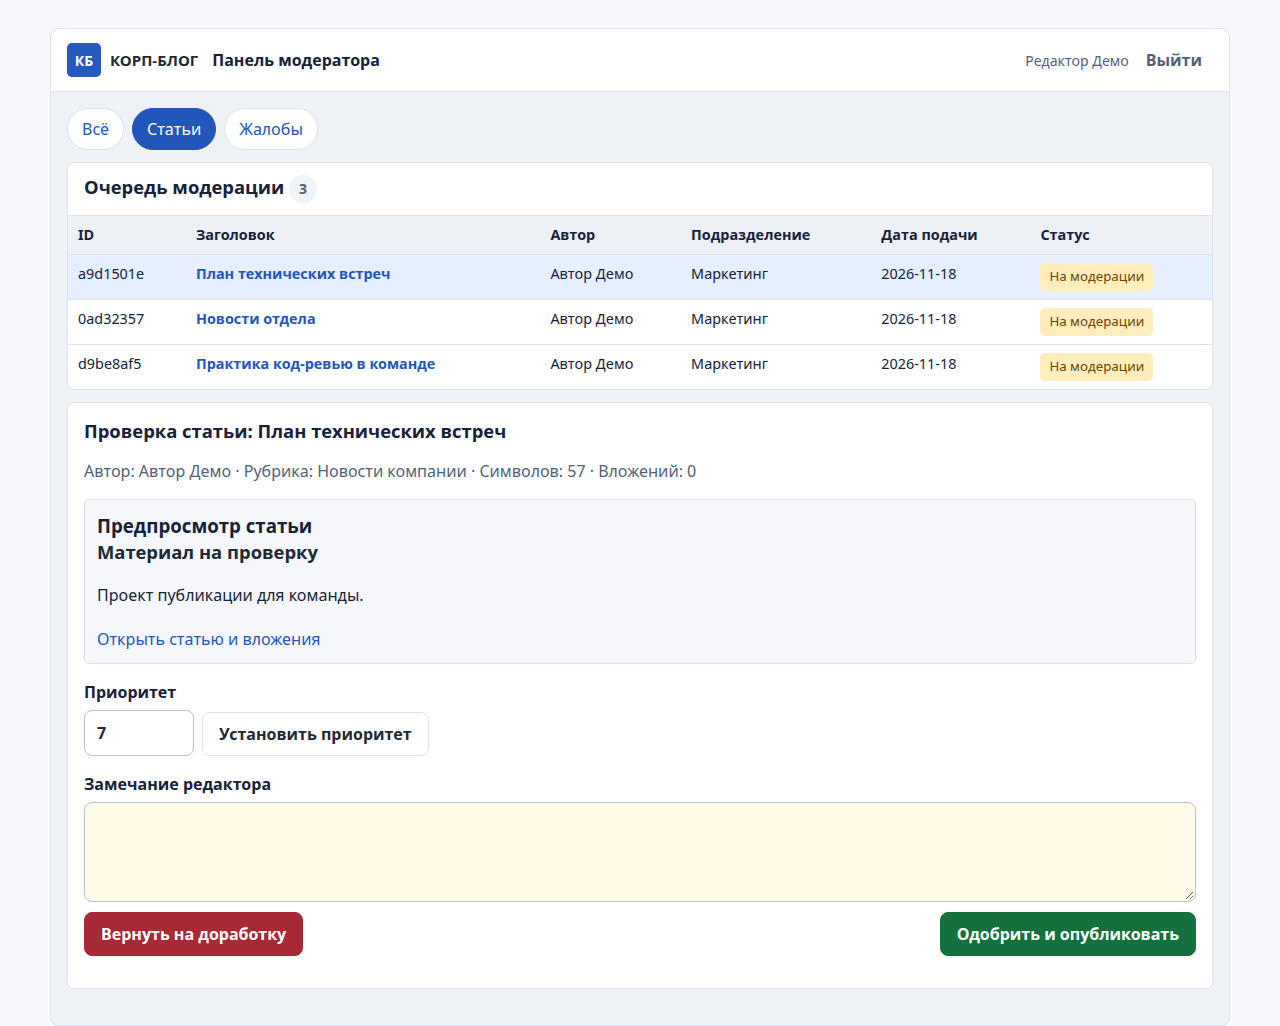 КБ КОРП-БЛОГ Панель модератора Редактор Демо Выйти
Всё Статьи Жалобы
Очередь модерации 3
ID Заголовок Автор Подразделение Дата подачи Статус
a9d1501e План технических встреч Автор Демо Маркетинг 2026-11-18 На модерации
0ad32357 Новости отдела Автор Демо Маркетинг 2026-11-18 На модерации
d9be8af5 Практика код-ревью в команде Автор Демо Маркетинг 2026-11-18 На модерации
Проверка статьи: План технических встреч
Автор: Автор Демо · Рубрика: Новости компании · Символов: 57 · Вложений: 0
Предпросмотр статьи
Материал на проверку
Проект публикации для команды.
Открыть статью и вложения
Приоритет
7 Установить приоритет
Замечание редактора
Вернуть на доработку Одобрить и опубликовать